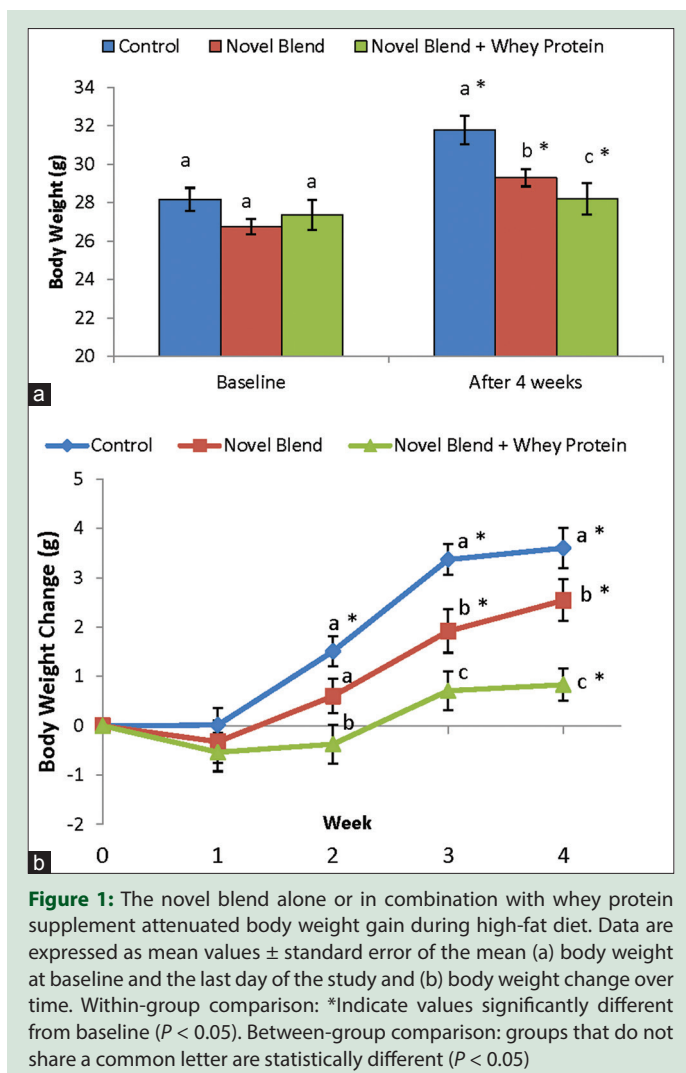 Control Novel Blend Novel Blend + Whey Protein
34
32
30
28
26
24
22
20
Body Weight (g)
a
a
a
a *
b *
c *
Baseline After 4 weeks
a
Control Novel Blend Novel Blend + Whey Protein
5
4
3
2
1
0
-1
-2
Body Weight Change (g)
a *
a
b
a *
b *
c
a *
b *
c *
Week
0 1 2 3 4
b
Figure 1: The novel blend alone or in combination with whey protein
supplement attenuated body weight gain during high-fat diet. Data are
expressed as mean values ± standard error of the mean (a) body weight
at baseline and the last day of the study and (b) body weight change over
time. Within-group comparison: *Indicate values significantly different
from baseline (P < 0.05). Between-group comparison: groups that do not
share a common letter are statistically different (P < 0.05)